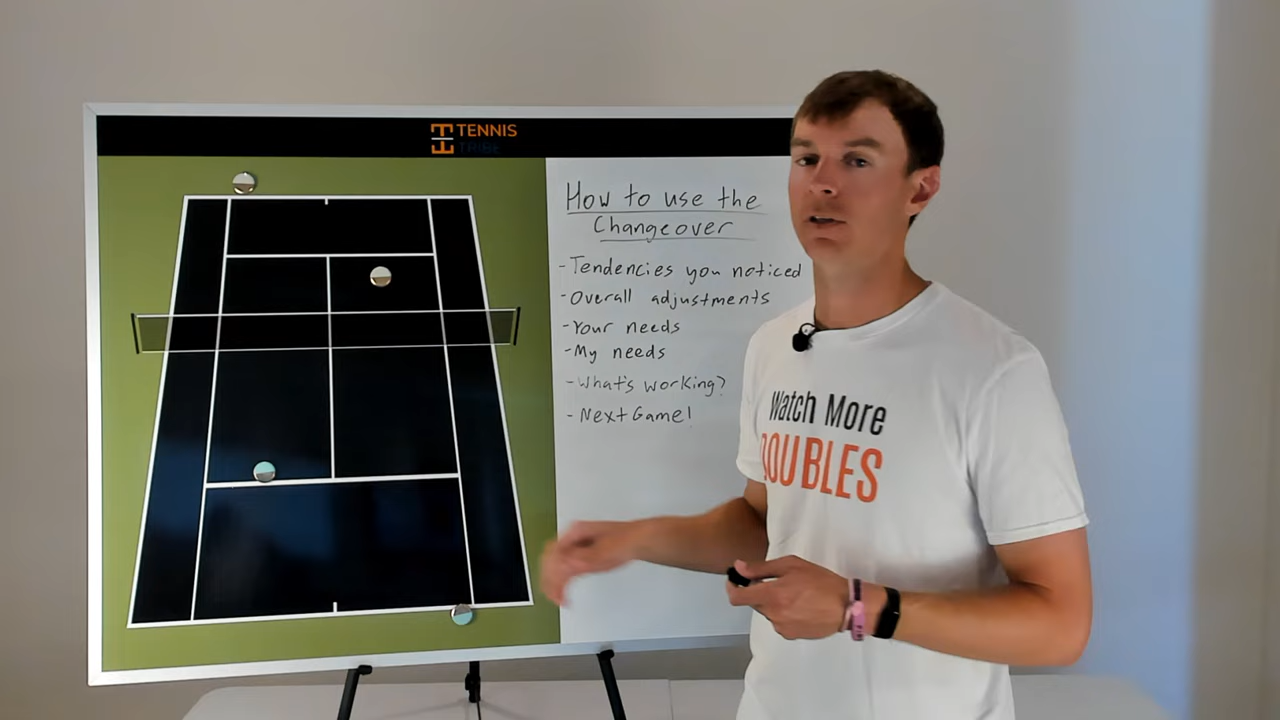 TENNIS
TRIBE
How to use the
Changeover
- Tendencies you noticed
- Overall adjustments
- Your needs
- My needs
- What's working?
- Next Game!
Watch More
DOUBLES